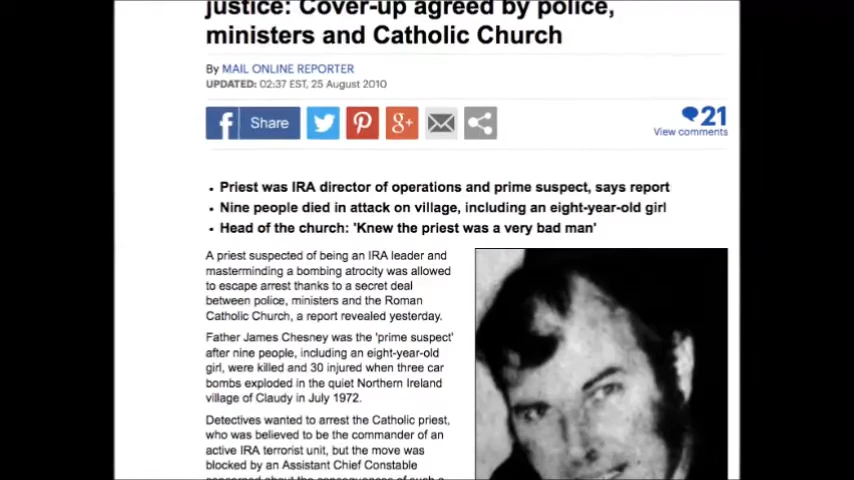 justice: Cover-up agreed by police,
ministers and Catholic Church
By MAIL ONLINE REPORTER
UPDATED: 02:37 EST, 25 August 2010
f Share
g+
21
View comments
• Priest was IRA director of operations and prime suspect, says report
• Nine people died in attack on village, including an eight-year-old girl
• Head of the church: 'Knew the priest was a very bad man'
A priest suspected of being an IRA leader and
masterminding a bombing atrocity was allowed
to escape arrest thanks to a secret deal
between police, ministers and the Roman
Catholic Church, a report revealed yesterday.
Father James Chesney was the 'prime suspect'
after nine people, including an eight-year-old
girl, were killed and 30 injured when three car
bombs exploded in the quiet Northern Ireland
village of Claudy in July 1972.
Detectives wanted to arrest the Catholic priest,
who was believed to be the commander of an
active IRA terrorist unit, but the move was
blocked by an Assistant Chief Constable
concerned about the consequences of such a